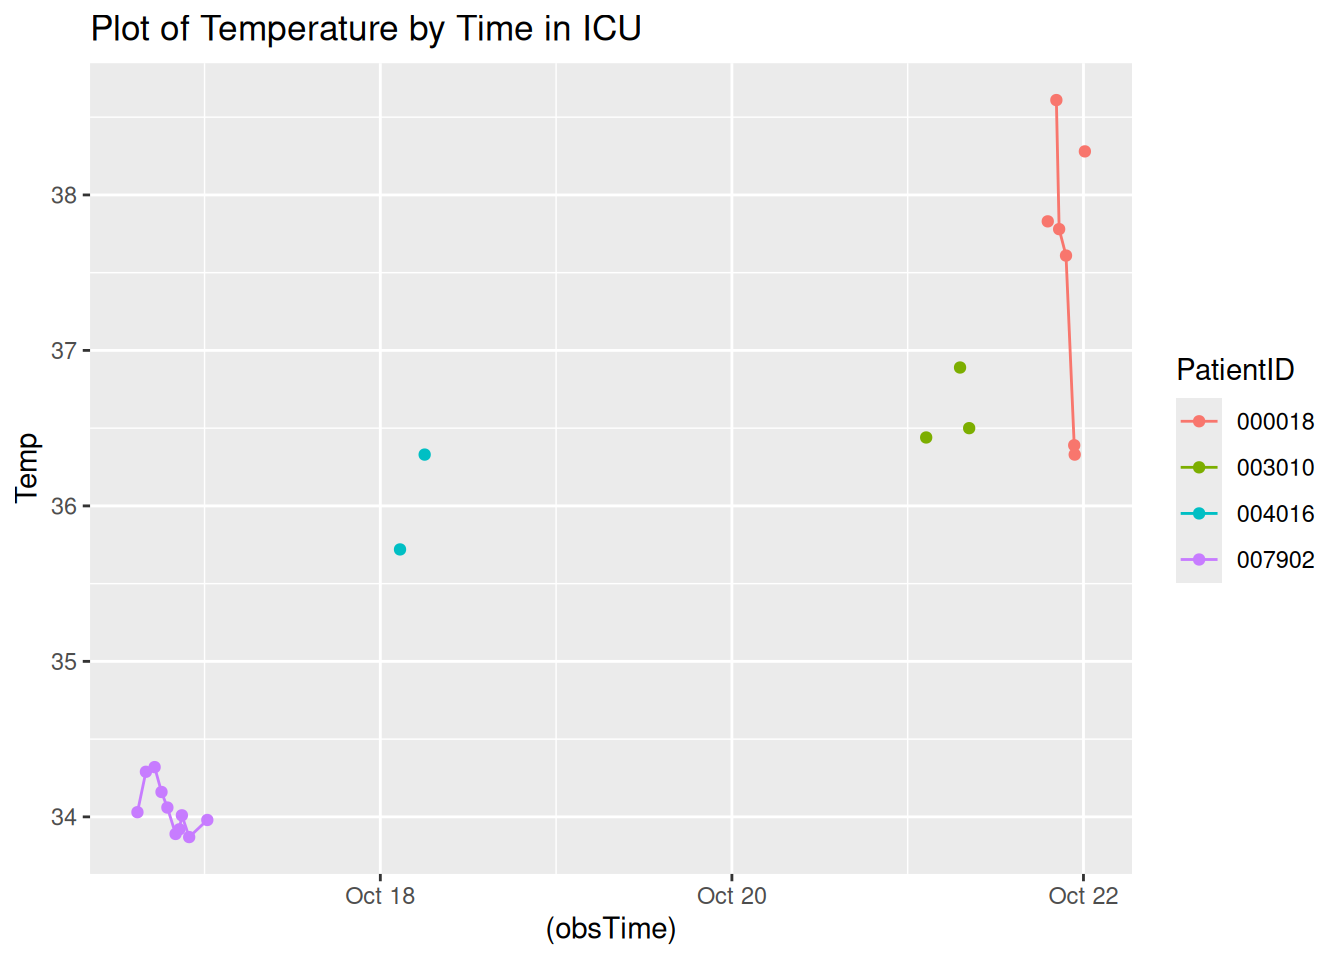 Plot of Temperature by Time in ICU
38
37
36
35
34
Temp
Oct 18
Oct 20
Oct 22
(obsTime)
PatientID
000018
003010
004016
007902